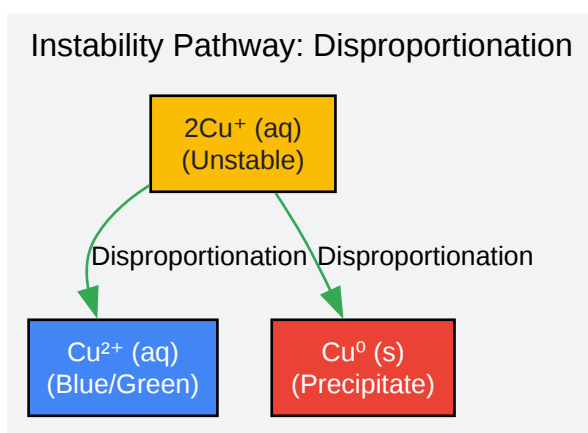 Instability Pathway: Disproportionation
2Cu⁺ (aq)
(Unstable)
Disproportionation
Disproportionation
Cu²⁺ (aq)
(Blue/Green)
Cu⁰ (s)
(Precipitate)